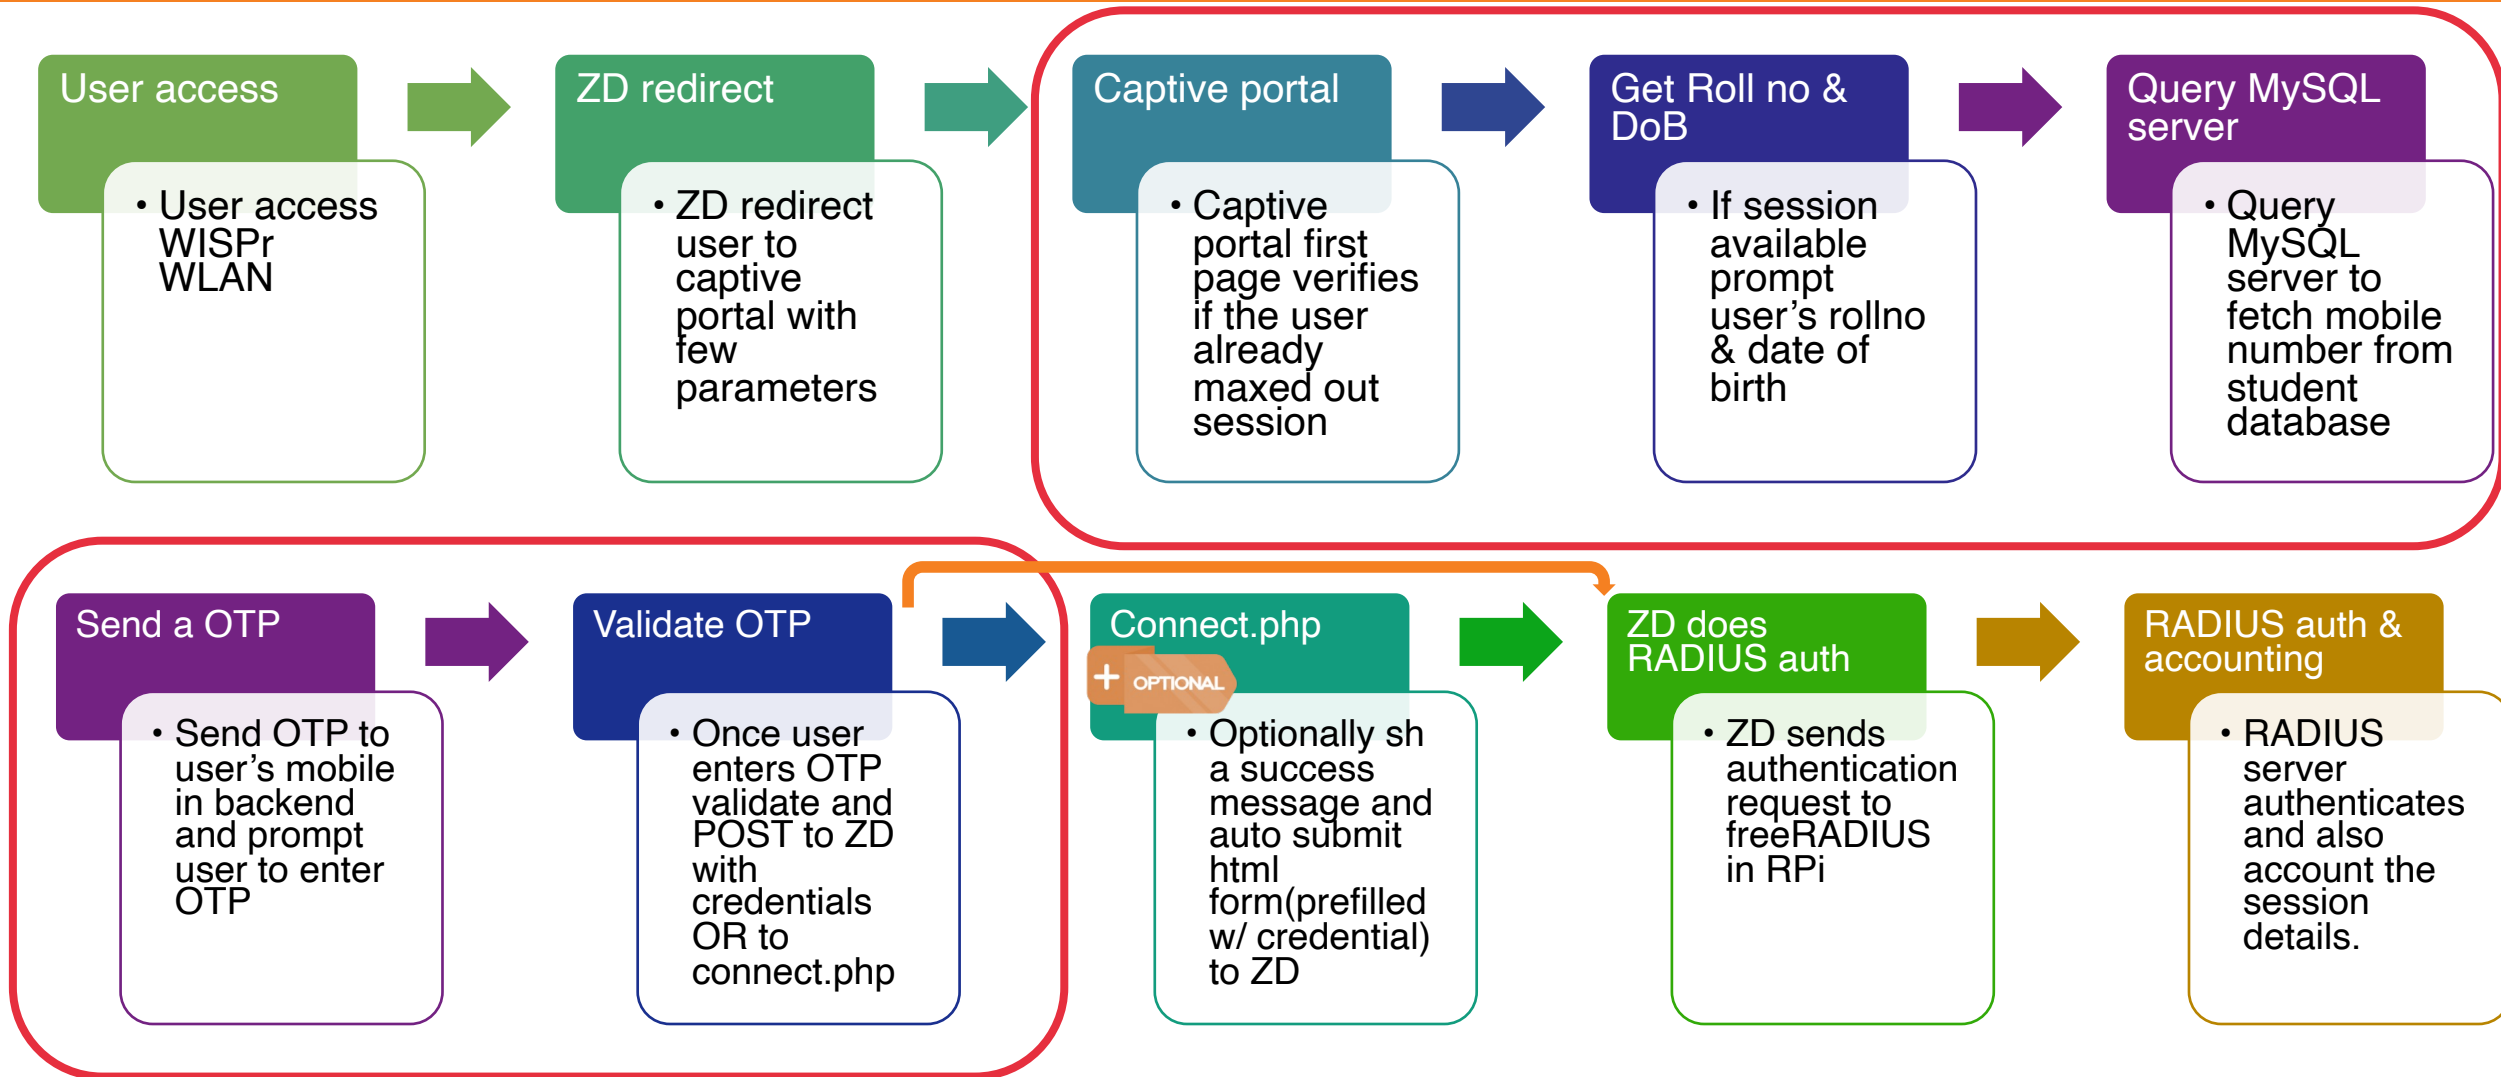 User access
• User access
WISPr
WLAN
ZD redirect
• ZD redirect
user to
captive
portal with
few
parameters
Captive portal
• Captive
portal first
page verifies
if the user
already
maxed out
session
Get Roll no &
DoB
• If session
available
prompt
user’s rollno
& date of
birth
Query MySQL
server
• Query
MySQL
server to
fetch mobile
number from
student
database
Send a OTP
• Send OTP to
user’s mobile
in backend
and prompt
user to enter
OTP
Validate OTP
• Once user
enters OTP
validate and
POST to ZD
with
credentials
OR to
connect.php
Connect.php
+ OPTIONAL
• Optionally sh
a success
message and
auto submit
html
form(prefilled
w/ credential)
to ZD
ZD does
RADIUS auth
• ZD sends
authentication
request to
freeRADIUS
in RPi
RADIUS auth &
accounting
• RADIUS
server
authenticates
and also
account the
session
details.